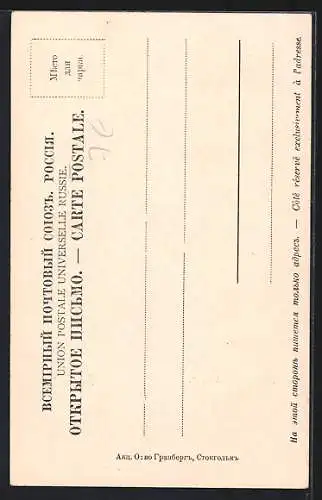 ВСЕМІРНЫЙ ПОЧТОВЫЙ СОЮЗЪ. РОССІЯ.
UNION POSTALE UNIVERSELLE RUSSIE.
ОТКРЫТОЕ ПИСЬМО. — CARTE POSTALE.
Мѣсто
для
марки.
На этой сторонѣ пишется только адресъ. — Côté réservé exclusivement à l'adresse.
Акц. О-во Гранбергъ, Стокгольмъ